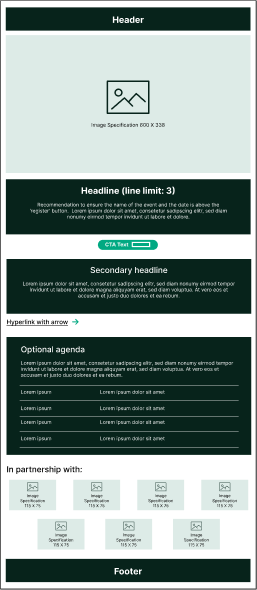 Header
Image Specification 600 X 338
Headline (line limit: 3)
Recommendation to ensure the name of the event and the date is above the
'register' button.  Lorem ipsum dolor sit amet, consetetur sadipscing elitr, sed diam
nonumy eirmod tempor invidunt ut labore et dolore.
CTA Text
Secondary headline
Lorem ipsum dolor sit amet, consetetur sadipscing elitr, sed diam nonumy eirmod tempor
invidunt ut labore et dolore magna aliquyam erat, sed diam voluptua. At vero eos et
accusam et justo duo dolores et ea rebum.
Hyperlink with arrow
Optional agenda
Lorem ipsum dolor sit amet, consetetur sadipscing elitr, sed diam nonumy eirmod tempor
invidunt ut labore et dolore magna aliquyam erat, sed diam voluptua. At vero eos et
accusam et justo duo dolores et ea rebum.
Lorem ipsum Lorem ipsum dolor sit amet
Lorem ipsum Lorem ipsum dolor sit amet
Lorem ipsum Lorem ipsum dolor sit amet
Lorem ipsum Lorem ipsum dolor sit amet
In partnership with:
Image Specification 115 X 75
Image Specification 115 X 75
Image Specification 115 X 75
Image Specification 115 X 75
Image Specification 115 X 75
Image Specification 115 X 75
Image Specification 115 X 75
Footer